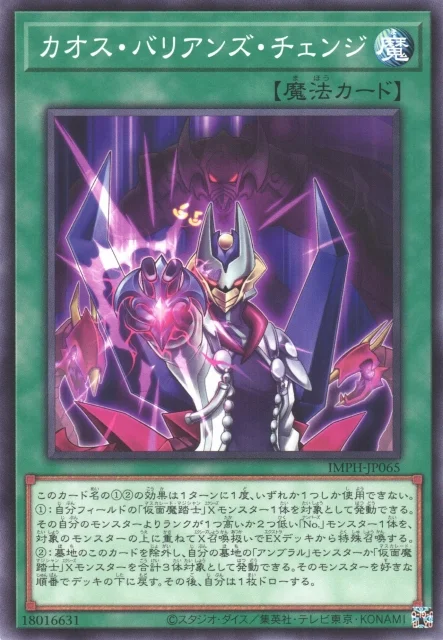 カオス・バリアンズ・チェンジ 魔
【魔法カード】
IMPH-JP065
このカード名の①②の効果は1ターンに1度、いずれか1つしか使用できない。
①：自分フィールドの「仮面魔踏士」Xモンスター1体を対象として発動できる。
その自分のモンスターよりランクが1つ高いか2つ低い「No.」モンスター1体を、
対象のモンスターの上に重ねてX召喚扱いでEXデッキから特殊召喚する。
②：墓地のこのカードを除外し、自分の墓地の「アンブラル」モンスターか「仮面魔
踏士」Xモンスターを合計3体対象として発動できる。そのモンスターを好きな
順番でデッキの下に戻す。その後、自分は1枚ドローする。
18016631 ©スタジオ・ダイス／集英社・テレビ東京・KONAMI